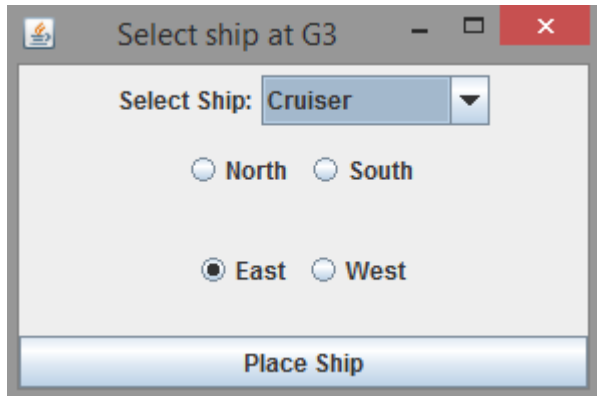 Select ship at G3
Select Ship: Cruiser
North South
East West
Place Ship